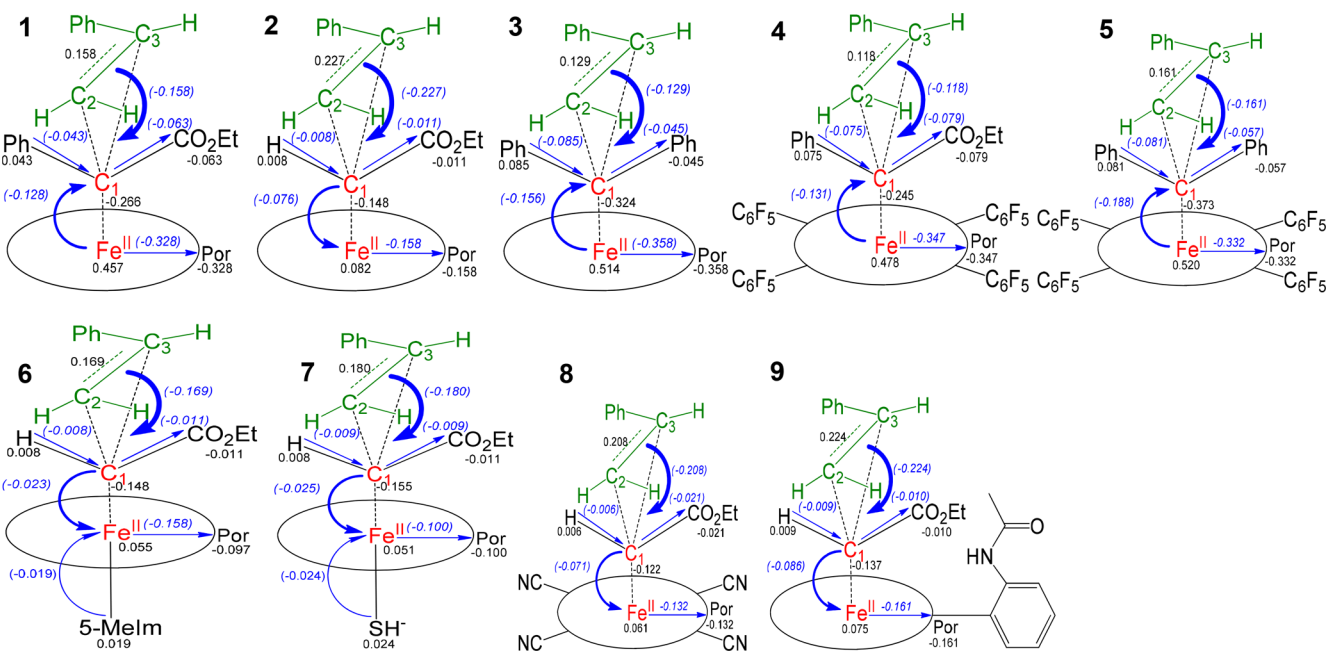 1
Ph
C3
H
0.158
(-0.158)
H
C2
H
(-0.043)
(-0.063)
Ph
0.043
CO2Et
-0.063
C1
-0.266
(-0.128)
FeII
(-0.328)
0.457
Por
-0.328
2
Ph
C3
H
0.227
(-0.227)
H
C2
H
(-0.008)
(-0.011)
H
0.008
CO2Et
-0.011
C1
-0.148
(-0.076)
FeII
-0.158
0.082
Por
-0.158
3
Ph
C3
H
0.129
(-0.129)
H
C2
H
(-0.085)
(-0.045)
Ph
0.085
Ph
-0.045
C1
-0.324
(-0.156)
FeII
(-0.358)
0.514
Por
-0.358
4
Ph
C3
H
0.118
(-0.118)
H
C2
H
(-0.075)
(-0.079)
Ph
0.075
CO2Et
-0.079
C1
-0.245
(-0.131)
C6F5
C6F5
FeII
-0.347
0.478
Por
-0.347
C6F5
C6F5
5
Ph
C3
H
0.161
(-0.161)
H
C2
H
(-0.081)
(-0.057)
Ph
0.081
Ph
-0.057
C1
-0.373
(-0.188)
C6F5
C6F5
FeII
-0.332
0.520
Por
-0.332
C6F5
C6F5
6
Ph
C3
H
0.169
(-0.169)
H
C2
H
(-0.008)
(-0.011)
H
0.008
CO2Et
-0.011
C1
-0.148
(-0.023)
FeII
(-0.158)
0.055
Por
-0.097
(-0.019)
5-MeIm
0.019
7
Ph
C3
H
0.180
(-0.180)
H
C2
H
(-0.009)
(-0.009)
H
0.008
CO2Et
-0.011
C1
-0.155
(-0.025)
FeII
(-0.100)
0.051
Por
-0.100
(-0.024)
SH-
0.024
8
Ph
C3
H
0.208
(-0.208)
H
C2
H
(-0.006)
(-0.021)
H
0.006
CO2Et
-0.021
C1
-0.122
(-0.071)
NC
CN
FeII
-0.132
0.061
Por
-0.132
NC
CN
9
Ph
C3
H
0.224
(-0.224)
H
C2
H
(-0.009)
(-0.010)
H
0.009
CO2Et
-0.010
C1
-0.137
(-0.086)
FeII
-0.161
0.075
Por
-0.161
O
NH